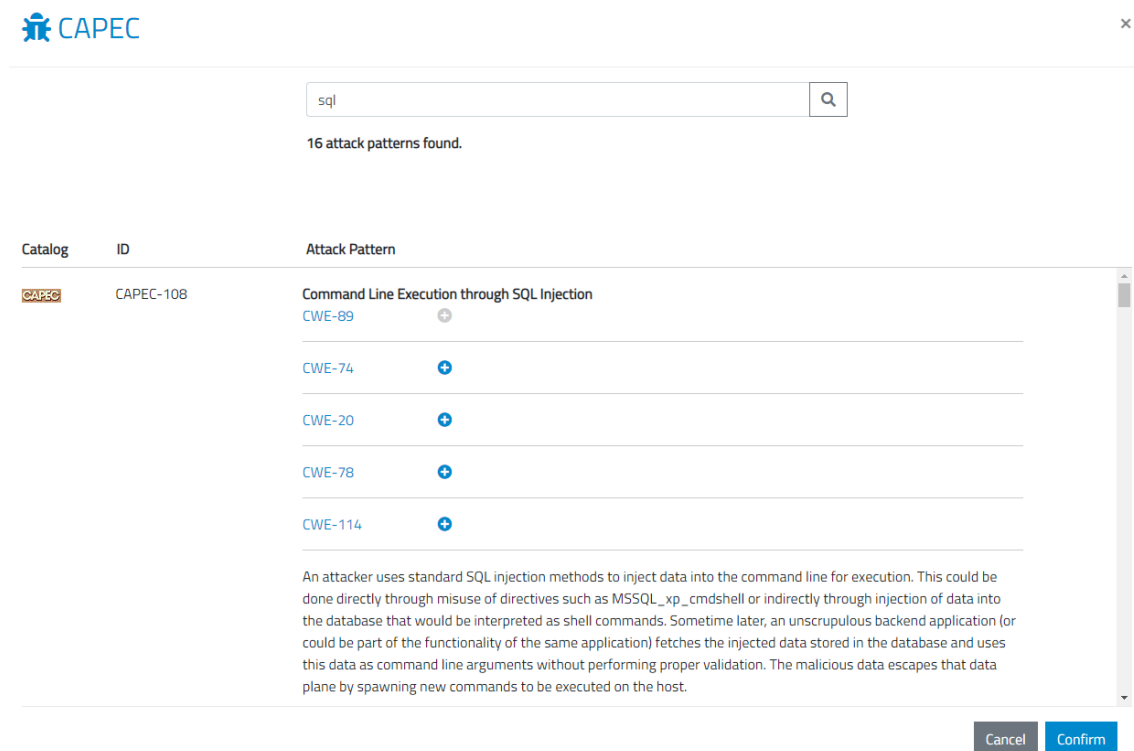 CAPEC
×
sql
16 attack patterns found.
Catalog ID Attack Pattern
CAPEC CAPEC-108 Command Line Execution through SQL Injection
CWE-89
CWE-74
CWE-20
CWE-78
CWE-114
An attacker uses standard SQL injection methods to inject data into the command line for execution. This could be
done directly through misuse of directives such as MSSQL_xp_cmdshell or indirectly through injection of data into
the database that would be interpreted as shell commands. Sometime later, an unscrupulous backend application (or
could be part of the functionality of the same application) fetches the injected data stored in the database and uses
this data as command line arguments without performing proper validation. The malicious data escapes that data
plane by spawning new commands to be executed on the host.
Cancel Confirm